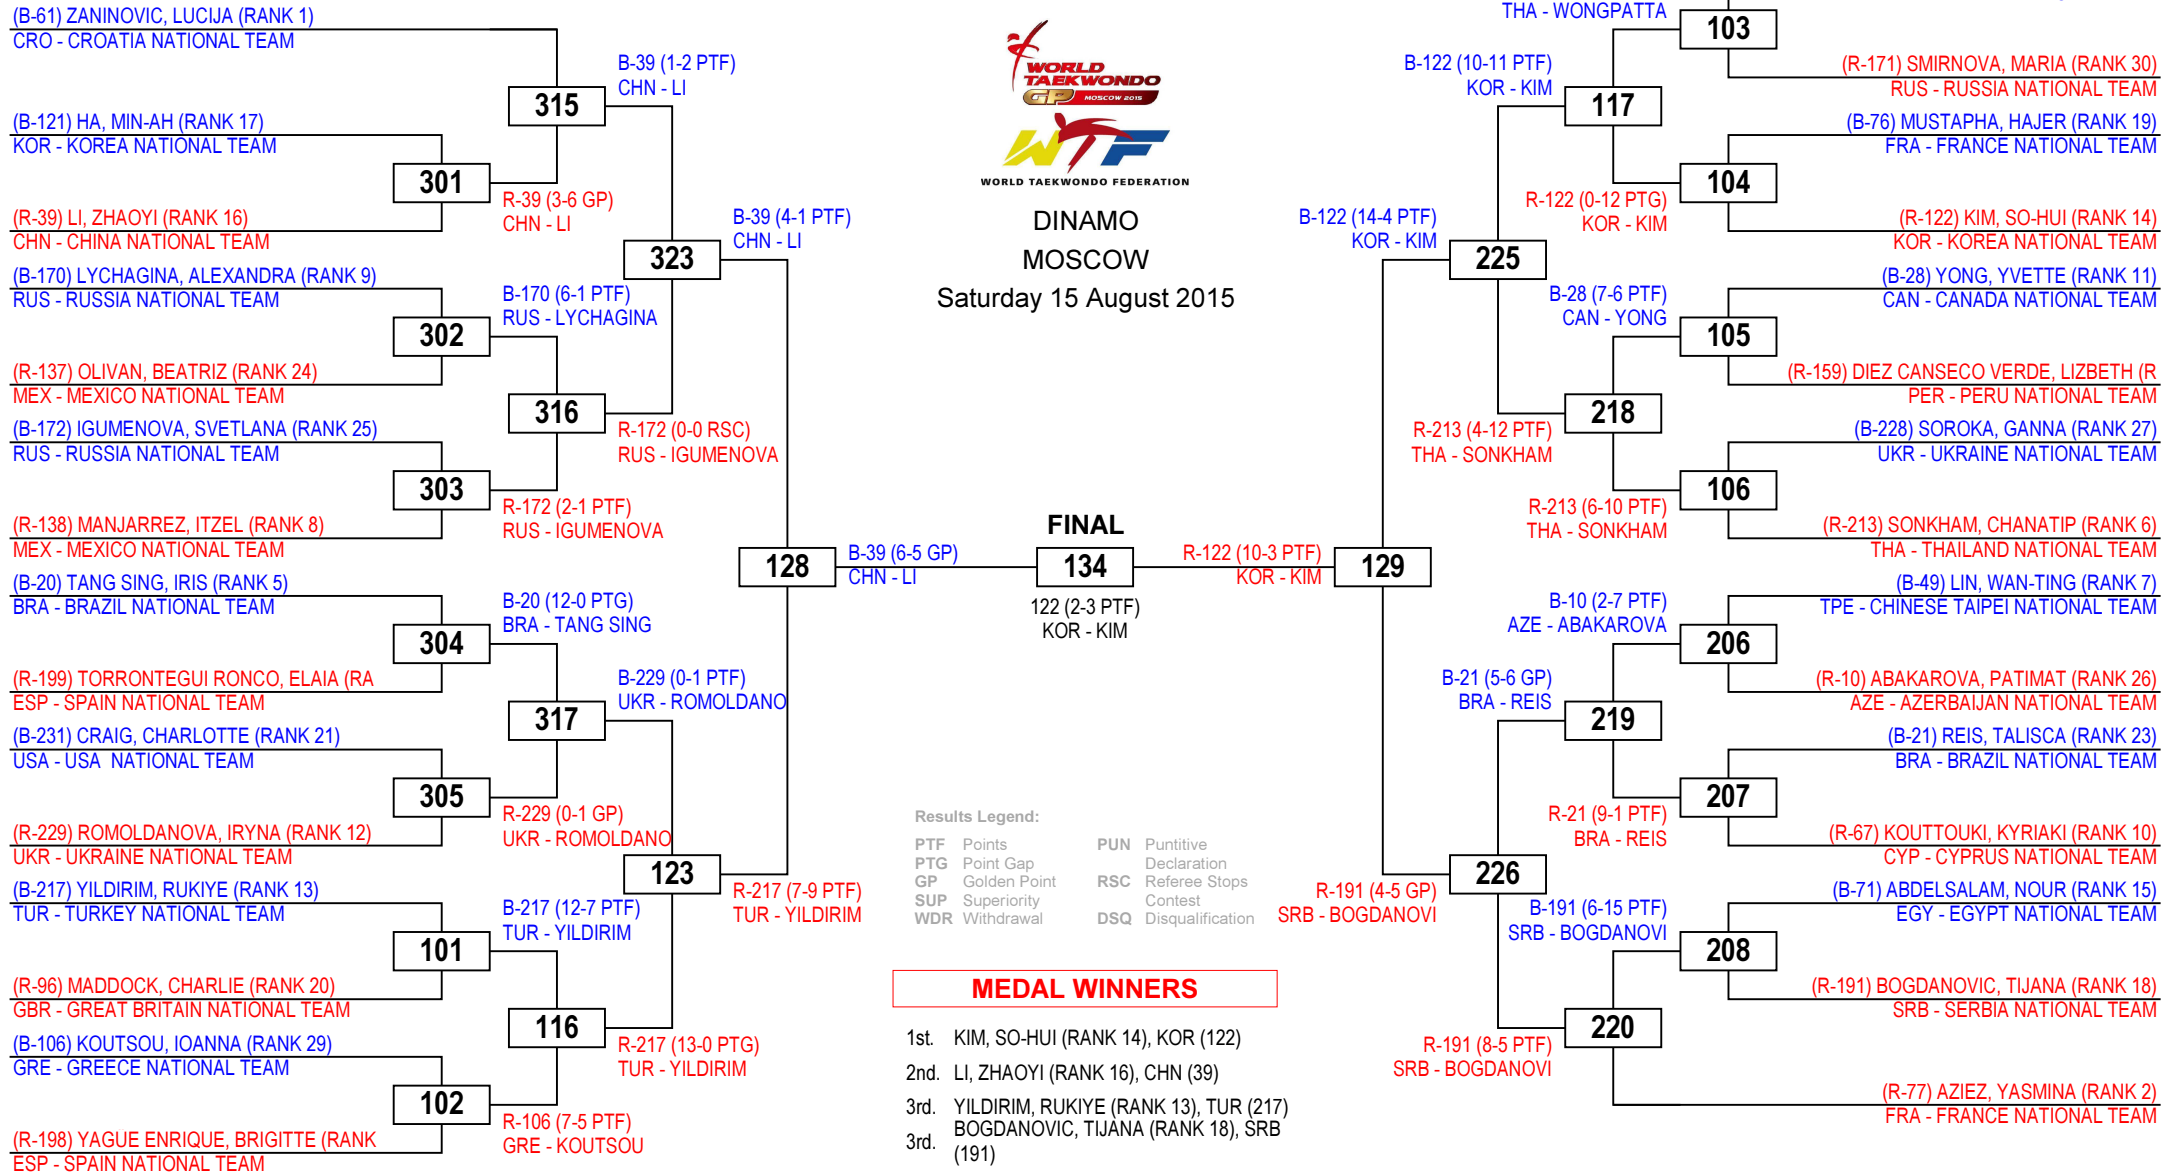 (B-61) ZANINOVIC, LUCIJA (RANK 1)
CRO - CROATIA NATIONAL TEAM
315
B-39 (1-2 PTF)
CHN - LI
(B-121) HA, MIN-AH (RANK 17)
KOR - KOREA NATIONAL TEAM
301
R-39 (3-6 GP)
CHN - LI
(R-39) LI, ZHAOYI (RANK 16)
CHN - CHINA NATIONAL TEAM
323
B-39 (4-1 PTF)
CHN - LI
(B-170) LYCHAGINA, ALEXANDRA (RANK 9)
RUS - RUSSIA NATIONAL TEAM
302
B-170 (6-1 PTF)
RUS - LYCHAGINA
(R-137) OLIVAN, BEATRIZ (RANK 24)
MEX - MEXICO NATIONAL TEAM
316
R-172 (0-0 RSC)
RUS - IGUMENOVA
(B-172) IGUMENOVA, SVETLANA (RANK 25)
RUS - RUSSIA NATIONAL TEAM
303
R-172 (2-1 PTF)
RUS - IGUMENOVA
(R-138) MANJARREZ, ITZEL (RANK 8)
MEX - MEXICO NATIONAL TEAM
128
B-39 (6-5 GP)
CHN - LI
(B-20) TANG SING, IRIS (RANK 5)
BRA - BRAZIL NATIONAL TEAM
304
B-20 (12-0 PTG)
BRA - TANG SING
(R-199) TORRONTEGUI RONCO, ELAIA (RA
ESP - SPAIN NATIONAL TEAM
317
B-229 (0-1 PTF)
UKR - ROMOLDANO
(B-231) CRAIG, CHARLOTTE (RANK 21)
USA - USA NATIONAL TEAM
305
R-229 (0-1 GP)
UKR - ROMOLDANO
(R-229) ROMOLDANOVA, IRYNA (RANK 12)
UKR - UKRAINE NATIONAL TEAM
123
R-217 (7-9 PTF)
TUR - YILDIRIM
(B-217) YILDIRIM, RUKIYE (RANK 13)
TUR - TURKEY NATIONAL TEAM
101
B-217 (12-7 PTF)
TUR - YILDIRIM
(R-96) MADDOCK, CHARLIE (RANK 20)
GBR - GREAT BRITAIN NATIONAL TEAM
116
R-217 (13-0 PTG)
TUR - YILDIRIM
(B-106) KOUTSOU, IOANNA (RANK 29)
GRE - GREECE NATIONAL TEAM
102
R-106 (7-5 PTF)
GRE - KOUTSOU
(R-198) YAGUE ENRIQUE, BRIGITTE (RANK
ESP - SPAIN NATIONAL TEAM
WORLD
TAEKWONDO
GP MOSCOW 2015
WTF
WORLD TAEKWONDO FEDERATION
DINAMO
MOSCOW
Saturday 15 August 2015
FINAL
134
122 (2-3 PTF)
KOR - KIM
Results Legend:
PTF Points
PTG Point Gap
GP Golden Point
SUP Superiority
WDR Withdrawal
PUN Puntitive
Declaration
RSC Referee Stops
Contest
DSQ Disqualification
MEDAL WINNERS
1st. KIM, SO-HUI (RANK 14), KOR (122)
2nd. LI, ZHAOYI (RANK 16), CHN (39)
3rd. YILDIRIM, RUKIYE (RANK 13), TUR (217)
3rd. BOGDANOVIC, TIJANA (RANK 18), SRB
(191)
THA - WONGPATTA
103
(R-171) SMIRNOVA, MARIA (RANK 30)
RUS - RUSSIA NATIONAL TEAM
B-122 (10-11 PTF)
KOR - KIM
117
(B-76) MUSTAPHA, HAJER (RANK 19)
FRA - FRANCE NATIONAL TEAM
104
R-122 (0-12 PTG)
KOR - KIM
(R-122) KIM, SO-HUI (RANK 14)
KOR - KOREA NATIONAL TEAM
B-122 (14-4 PTF)
KOR - KIM
225
(B-28) YONG, YVETTE (RANK 11)
CAN - CANADA NATIONAL TEAM
B-28 (7-6 PTF)
CAN - YONG
105
(R-159) DIEZ CANSECO VERDE, LIZBETH (R
PER - PERU NATIONAL TEAM
218
R-213 (4-12 PTF)
THA - SONKHAM
(B-228) SOROKA, GANNA (RANK 27)
UKR - UKRAINE NATIONAL TEAM
106
R-213 (6-10 PTF)
THA - SONKHAM
(R-213) SONKHAM, CHANATIP (RANK 6)
THA - THAILAND NATIONAL TEAM
R-122 (10-3 PTF)
KOR - KIM
129
(B-49) LIN, WAN-TING (RANK 7)
TPE - CHINESE TAIPEI NATIONAL TEAM
B-10 (2-7 PTF)
AZE - ABAKAROVA
206
(R-10) ABAKAROVA, PATIMAT (RANK 26)
AZE - AZERBAIJAN NATIONAL TEAM
B-21 (5-6 GP)
BRA - REIS
219
(B-21) REIS, TALISCA (RANK 23)
BRA - BRAZIL NATIONAL TEAM
207
R-21 (9-1 PTF)
BRA - REIS
(R-67) KOUTTOUKI, KYRIAKI (RANK 10)
CYP - CYPRUS NATIONAL TEAM
226
R-191 (4-5 GP)
SRB - BOGDANOVI
(B-71) ABDELSALAM, NOUR (RANK 15)
EGY - EGYPT NATIONAL TEAM
B-191 (6-15 PTF)
SRB - BOGDANOVI
208
(R-191) BOGDANOVIC, TIJANA (RANK 18)
SRB - SERBIA NATIONAL TEAM
220
R-191 (8-5 PTF)
SRB - BOGDANOVI
(R-77) AZIEZ, YASMINA (RANK 2)
FRA - FRANCE NATIONAL TEAM